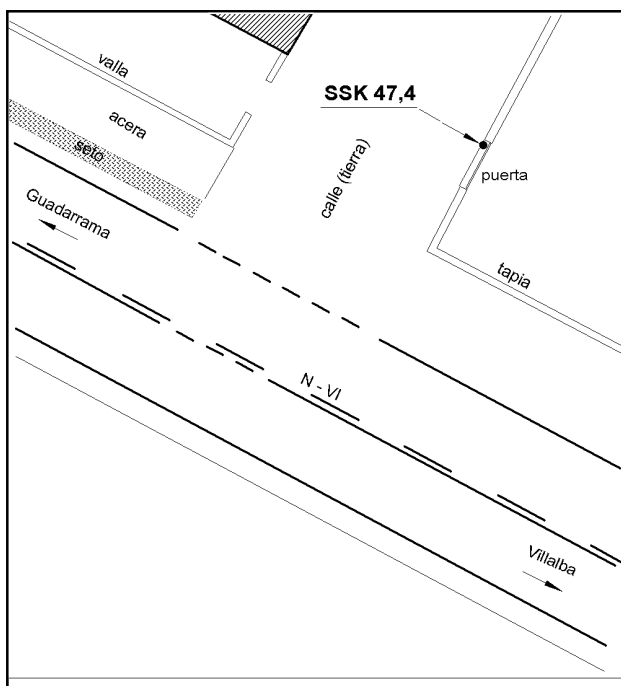 valla
SSK 47,4
acera
seto
calle (tierra)
puerta
Guadarrama
tapia
N - VI
Villalba